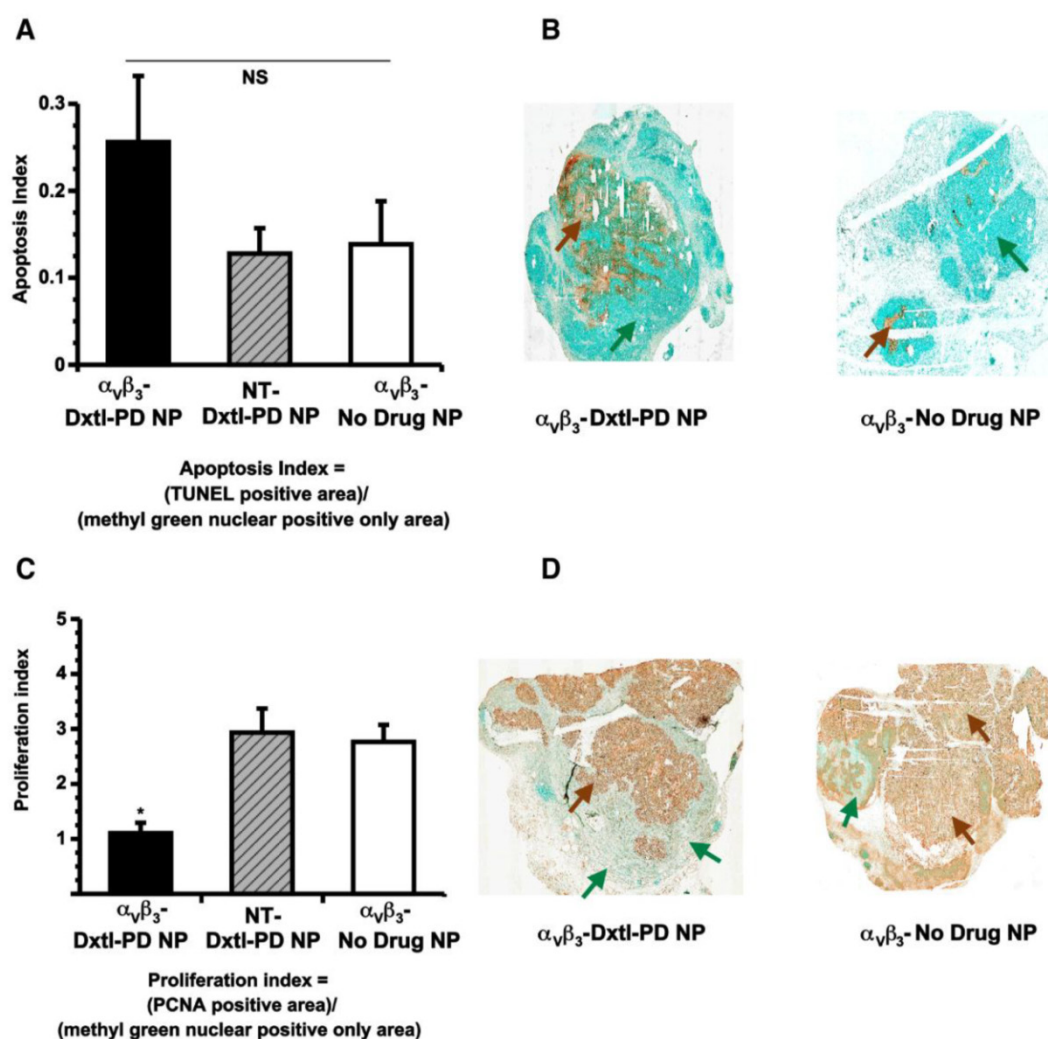 A
B
NS
0.3
0.2
0.1
0
Apoptosis Index
αVβ3- NT- αVβ3-
Dxtl-PD NP Dxtl-PD NP No Drug NP
αVβ3-Dxtl-PD NP
αVβ3-No Drug NP
Apoptosis Index =
(TUNEL positive area)/
(methyl green nuclear positive only area)
C
D
5
4
3
2
1
*
Proliferation index
αVβ3- NT- αVβ3-
Dxtl-PD NP Dxtl-PD NP No Drug NP
αVβ3-Dxtl-PD NP
αVβ3-No Drug NP
Proliferation index =
(PCNA positive area)/
(methyl green nuclear positive only area)